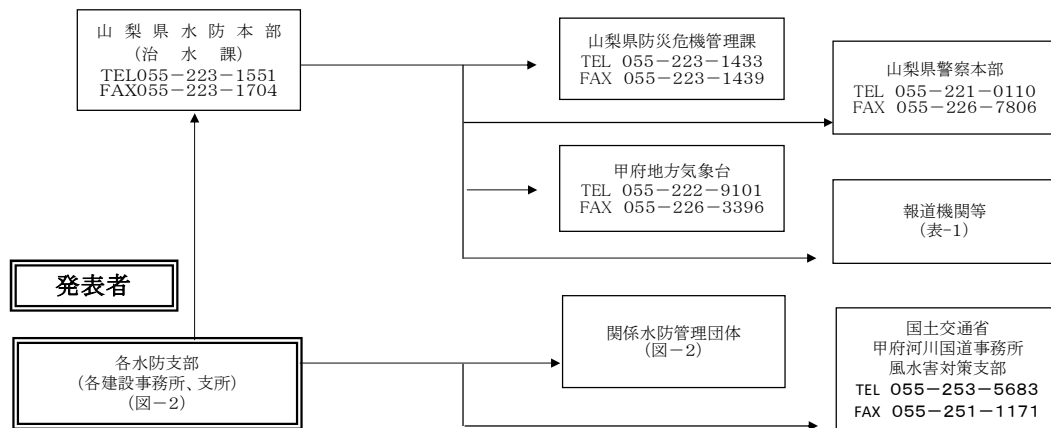 山梨県水防本部
(治水課)
TEL055-223-1551
FAX055-223-1704
山梨県防災危機管理課
TEL 055-223-1433
FAX 055-223-1439
山梨県警察本部
TEL 055-221-0110
FAX 055-226-7806
甲府地方気象台
TEL 055-222-9101
FAX 055-226-3396
報道機関等
(表-1)
発表者
各水防支部
(各建設事務所、支所)
(図-2)
関係水防管理団体
(図-2)
国土交通省
甲府河川国道事務所
風水害対策支部
TEL 055-253-5683
FAX 055-251-1171